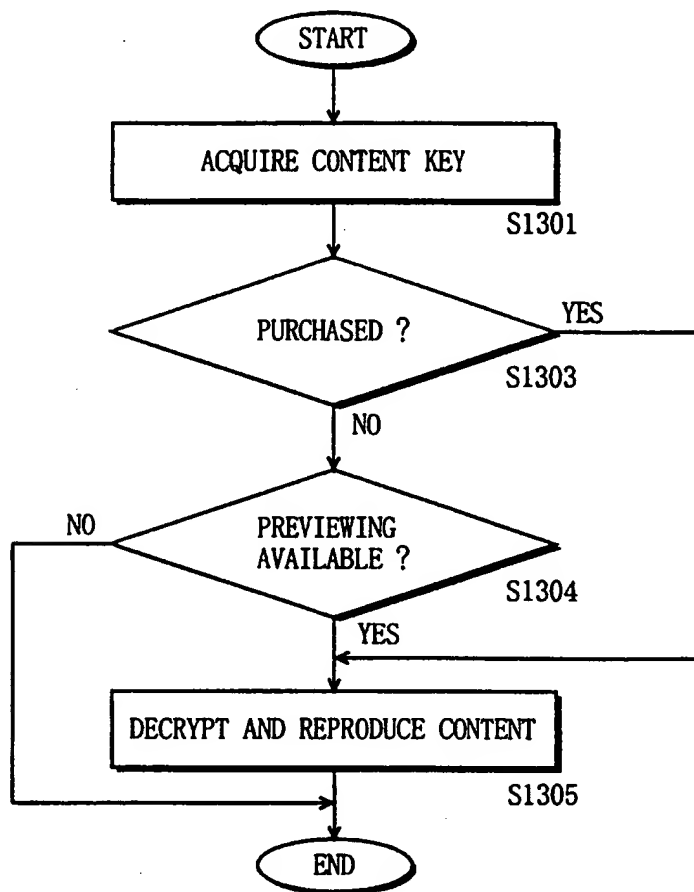 START
ACQUIRE CONTENT KEY
S1301
PURCHASED ?
YES
S1303
NO
NO
PREVIEWING
AVAILABLE ?
S1304
YES
DECRYPT AND REPRODUCE CONTENT
S1305
END